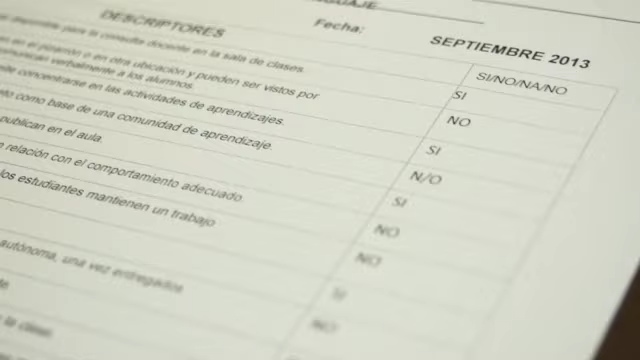 GUAJE
DESCRIPTORES
Fecha:
SEPTIEMBRE 2013
SI/NO/NA/NO
disponible para la consulta docente en la sala de clases.
SI
en el pizarrón o en otra ubicación y pueden ser vistos por
verbalmente a los alumnos.
NO
concentrarse en las actividades de aprendizajes.
SI
como base de una comunidad de aprendizaje.
N/O
publican en el aula.
SI
relación con el comportamiento adecuado.
NO
los estudiantes mantienen un trabajo
NO
autónoma, una vez entregados
SI
NO
la clase.